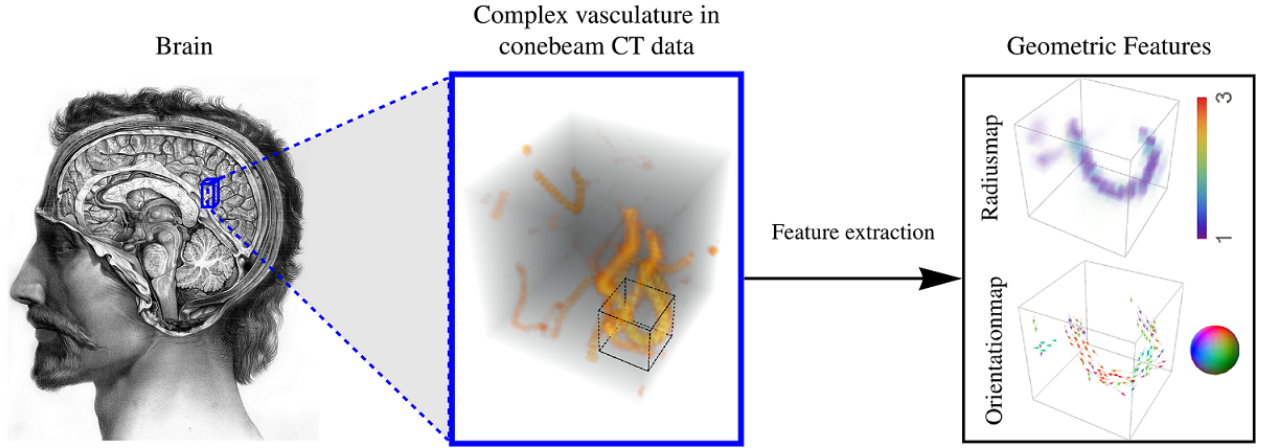 Brain
Complex vasculature in
conebeam CT data
Geometric Features
Feature extraction
Radiusmap
3
1
Orientationmap